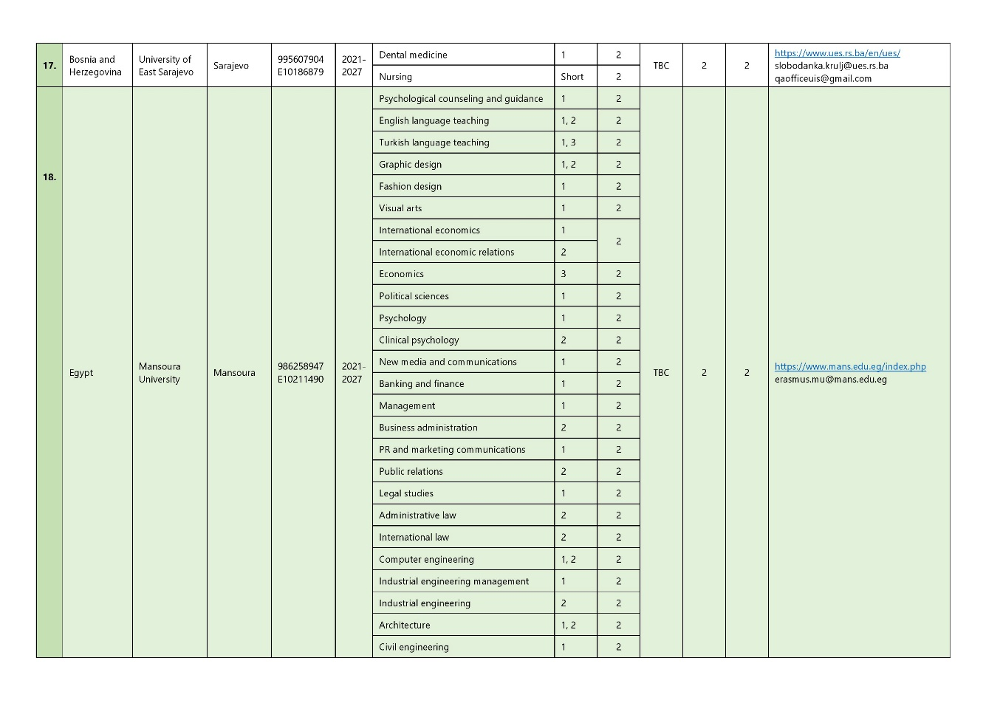 17.
Bosnia and
Herzegovina
University of
East Sarajevo
Sarajevo
995607904
E10186879
2021-
2027
Dental medicine 1 2
Nursing Short 2
TBC 2 2
https://www.ues.rs.ba/en/ues/
slobodanka.krulj@ues.rs.ba
qaofficeuis@gmail.com
18.
Egypt
Mansoura
University
Mansoura
986258947
E10211490
2021-
2027
Psychological counseling and guidance 1 2
English language teaching 1, 2 2
Turkish language teaching 1, 3 2
Graphic design 1, 2 2
Fashion design 1 2
Visual arts 1 2
International economics 1
2
International economic relations 2
Economics 3 2
Political sciences 1 2
Psychology 1 2
Clinical psychology 2 2
New media and communications 1 2
Banking and finance 1 2
Management 1 2
Business administration 2 2
PR and marketing communications 1 2
Public relations 2 2
Legal studies 1 2
Administrative law 2 2
International law 2 2
Computer engineering 1, 2 2
Industrial engineering management 1 2
Industrial engineering 2 2
Architecture 1, 2 2
Civil engineering 1 2
TBC 2 2
https://www.mans.edu.eg/index.php
erasmus.mu@mans.edu.eg